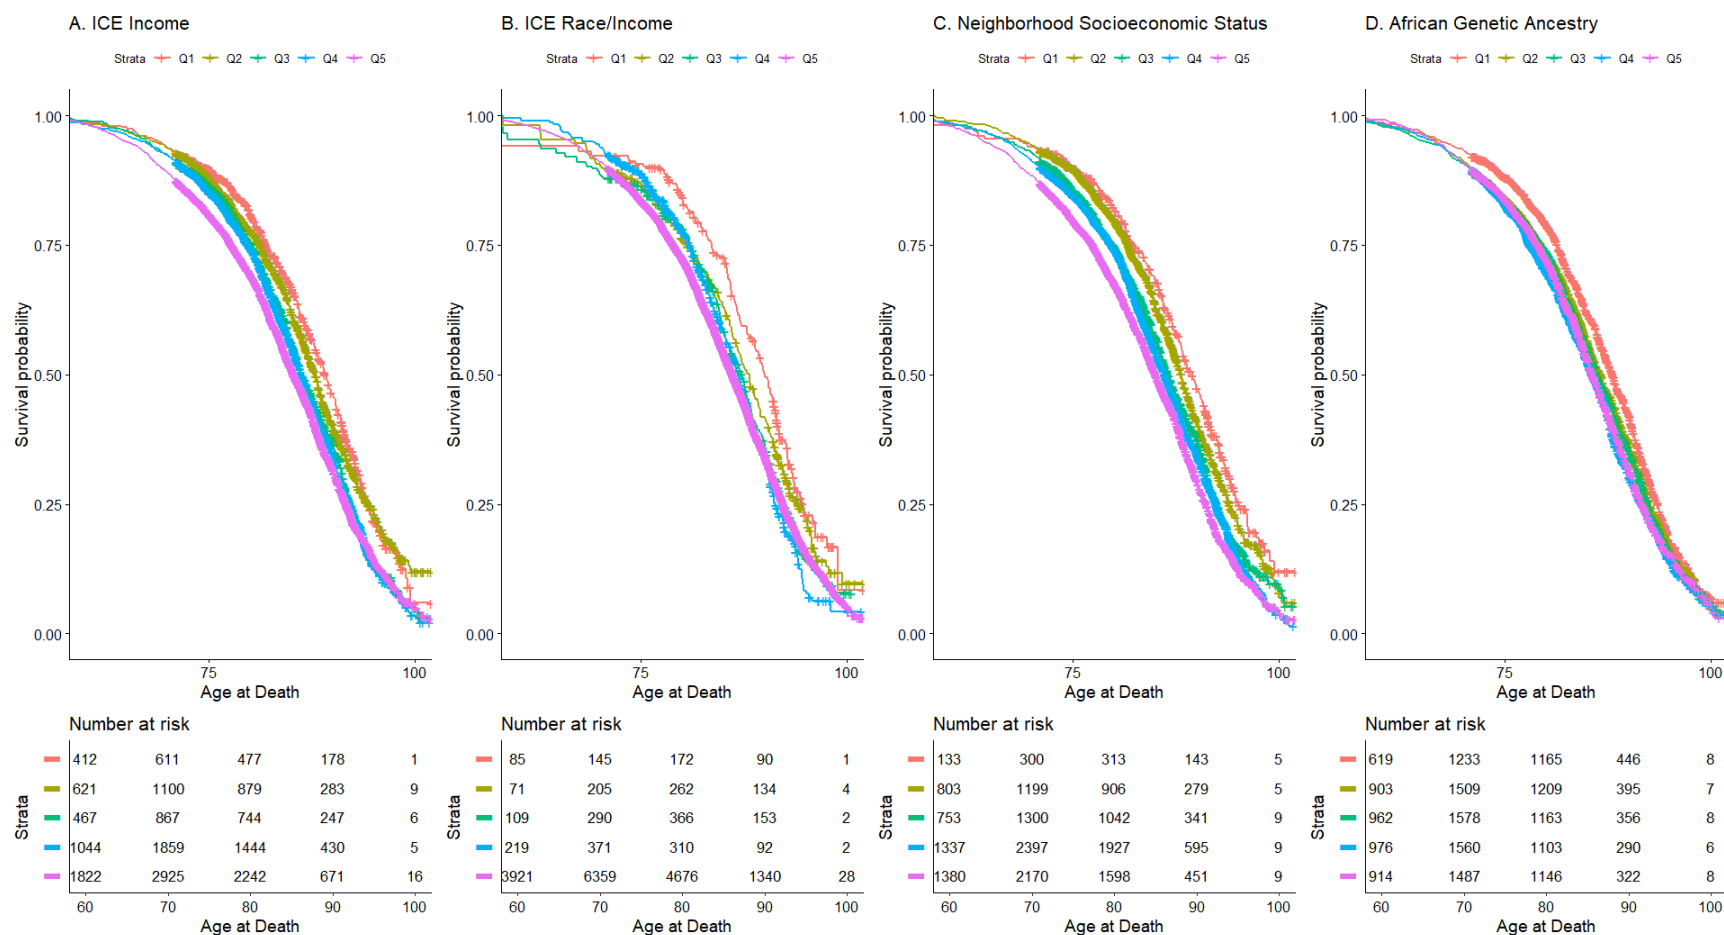 A. ICE Income
Strata Q1 Q2 Q3 Q4 Q5
1.00
0.75
0.50
0.25
0.00
Survival probability
75 100
Age at Death
Number at risk
Strata
412 611 477 178 1
621 1100 879 283 9
467 867 744 247 6
1044 1859 1444 430 5
1822 2925 2242 671 16
60 70 80 90 100
Age at Death
B. ICE Race/Income
Strata Q1 Q2 Q3 Q4 Q5
1.00
0.75
0.50
0.25
0.00
Survival probability
75 100
Age at Death
Number at risk
Strata
85 145 172 90 1
71 205 262 134 4
109 290 366 153 2
219 371 310 92 2
3921 6359 4676 1340 28
60 70 80 90 100
Age at Death
C. Neighborhood Socioeconomic Status
Strata Q1 Q2 Q3 Q4 Q5
1.00
0.75
0.50
0.25
0.00
Survival probability
75 100
Age at Death
Number at risk
Strata
133 300 313 143 5
803 1199 906 279 5
753 1300 1042 341 9
1337 2397 1927 595 9
1380 2170 1598 451 9
60 70 80 90 100
Age at Death
D. African Genetic Ancestry
Strata Q1 Q2 Q3 Q4 Q5
1.00
0.75
0.50
0.25
0.00
Survival probability
75 100
Age at Death
Number at risk
Strata
619 1233 1165 446 8
903 1509 1209 395 7
962 1578 1163 356 8
976 1560 1103 290 6
914 1487 1146 322 8
60 70 80 90 100
Age at Death